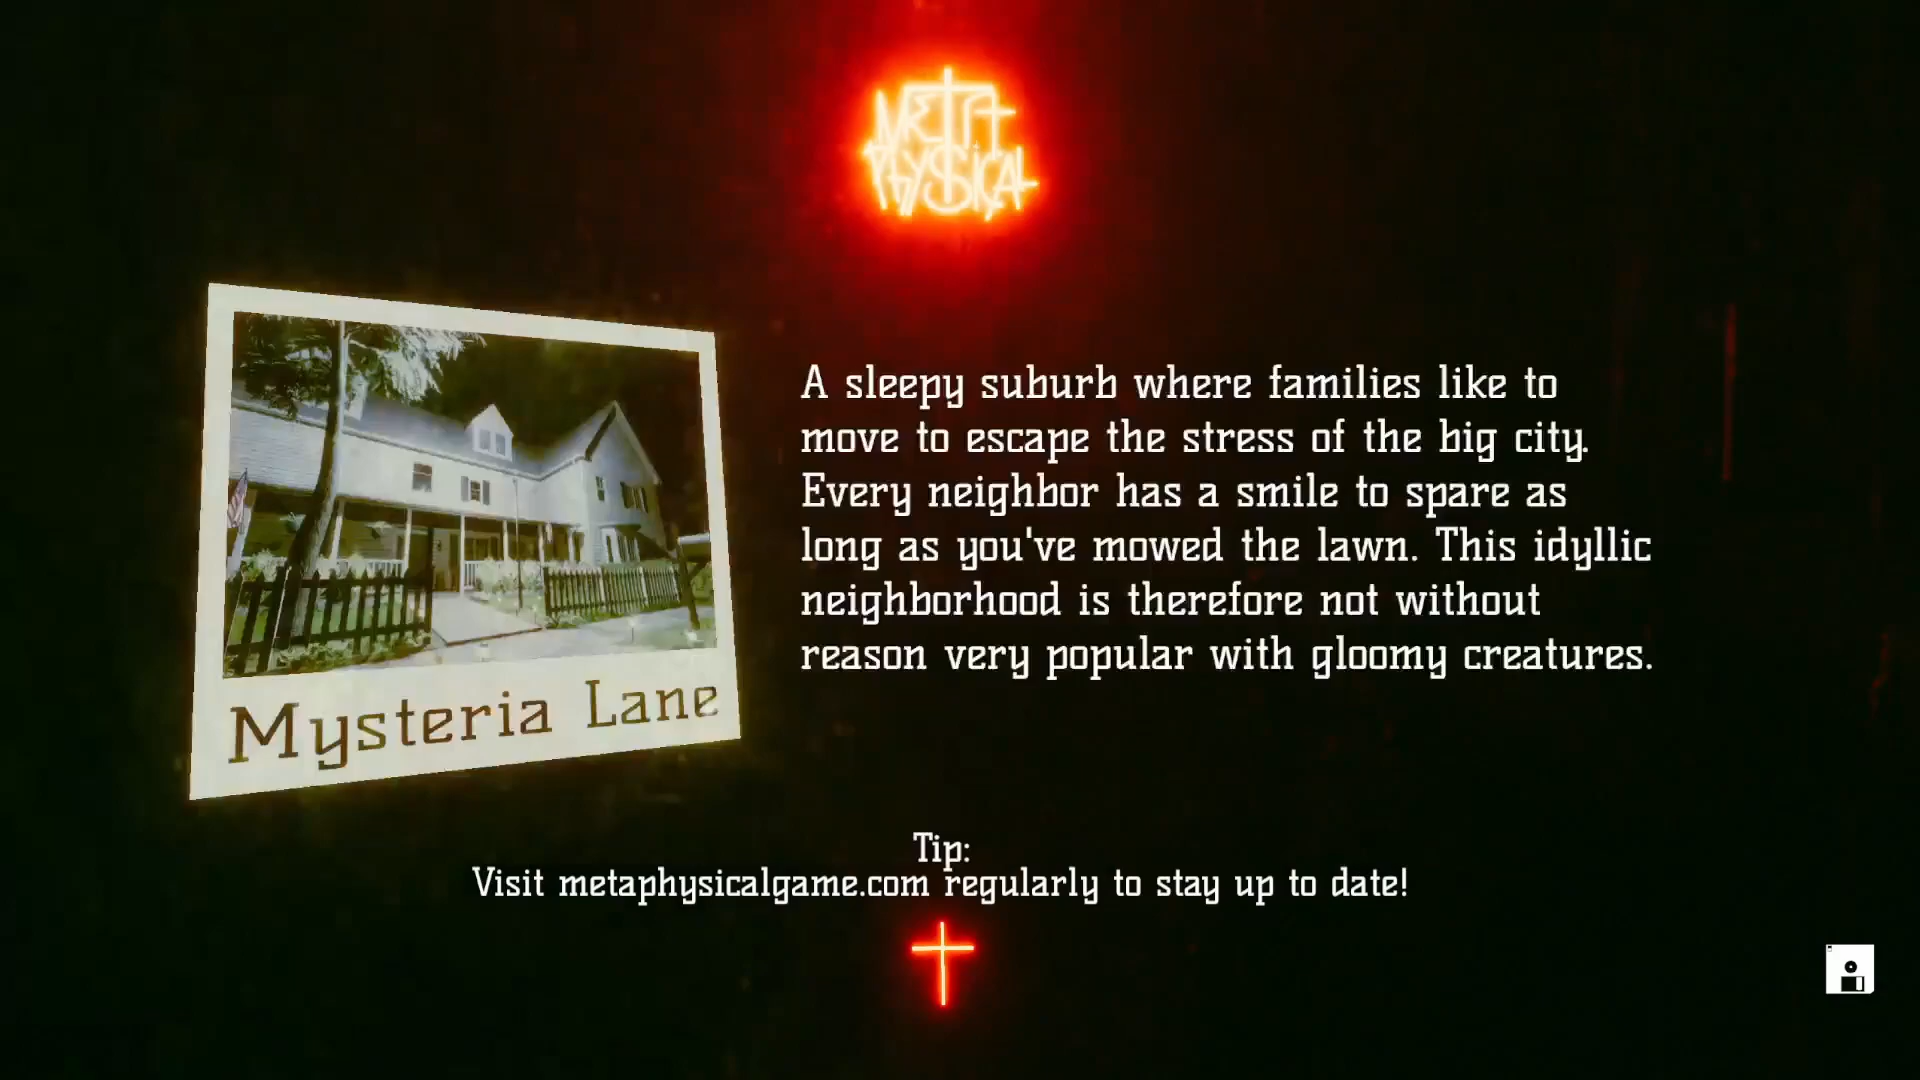 META
PHYSICAL
Mysteria Lane
A sleepy suburb where families like to
move to escape the stress of the big city.
Every neighbor has a smile to spare as
long as you've mowed the lawn. This idyllic
neighborhood is therefore not without
reason very popular with gloomy creatures.
Tip:
Visit metaphysicalgame.com regularly to stay up to date!